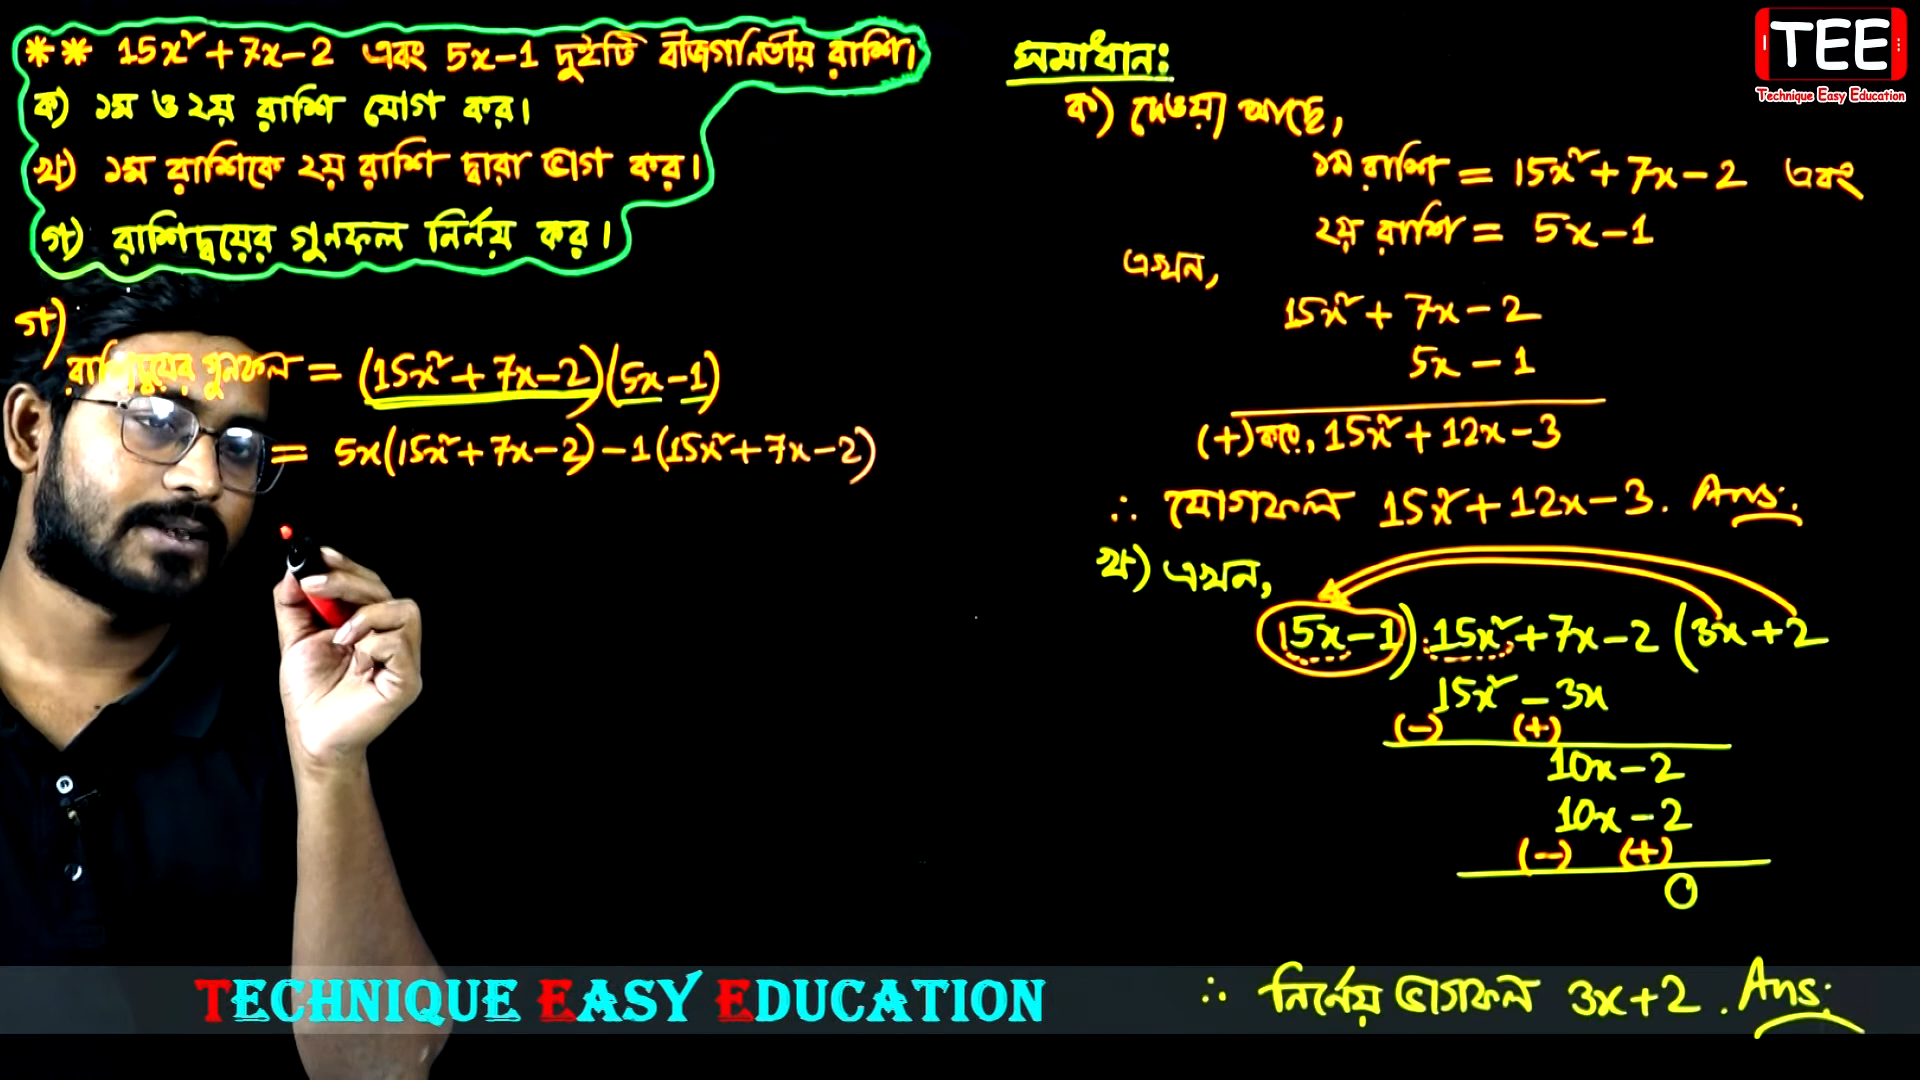 ** 15x² + 7x - 2 এবং 5x - 1 দুইটি বীজগানিতীয় রাশি।
ক) ১ম ও ২য় রাশি যোগ কর।
খ) ১ম রাশিকে ২য় রাশি দ্বারা ভাগ কর।
গ) রাশিদ্বয়ের গুনফল নির্নয় কর।
গ)
রাশিদ্বয়ের গুনফল = (15x² + 7x - 2)(5x - 1)
= 5x(15x² + 7x - 2) - 1(15x² + 7x - 2)
সমাধান:
ক) দেওয়া আছে,
১ম রাশি = 15x² + 7x - 2 এবং
২য় রাশি = 5x - 1
এখন,
15x² + 7x - 2
5x - 1
(+) করে, 15x² + 12x - 3
∴ যোগফল 15x² + 12x - 3. Ans:
খ) এখন,
5x - 1) 15x² + 7x - 2 (3x + 2
15x² - 3x
(-) (+)
10x - 2
10x - 2
(-) (+)
0
∴ নির্নেয় ভাগফল 3x + 2. Ans:
TEE
Technique Easy Education
TECHNIQUE EASY EDUCATION